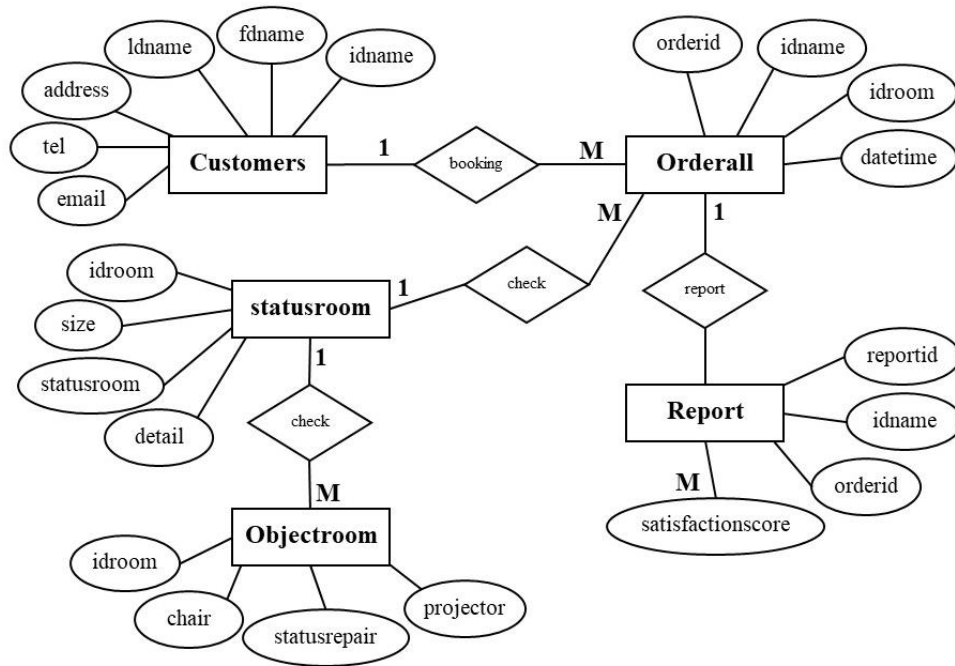 fdname
ldname
idname
address
tel
email
Customers
1
booking
M
orderid
idname
idroom
datetime
Orderall
M
1
check
1
idroom
size
statusroom
detail
statusroom
1
check
M
report
reportid
idname
orderid
Report
M
satisfactionscore
Objectroom
idroom
chair
statusrepair
projector